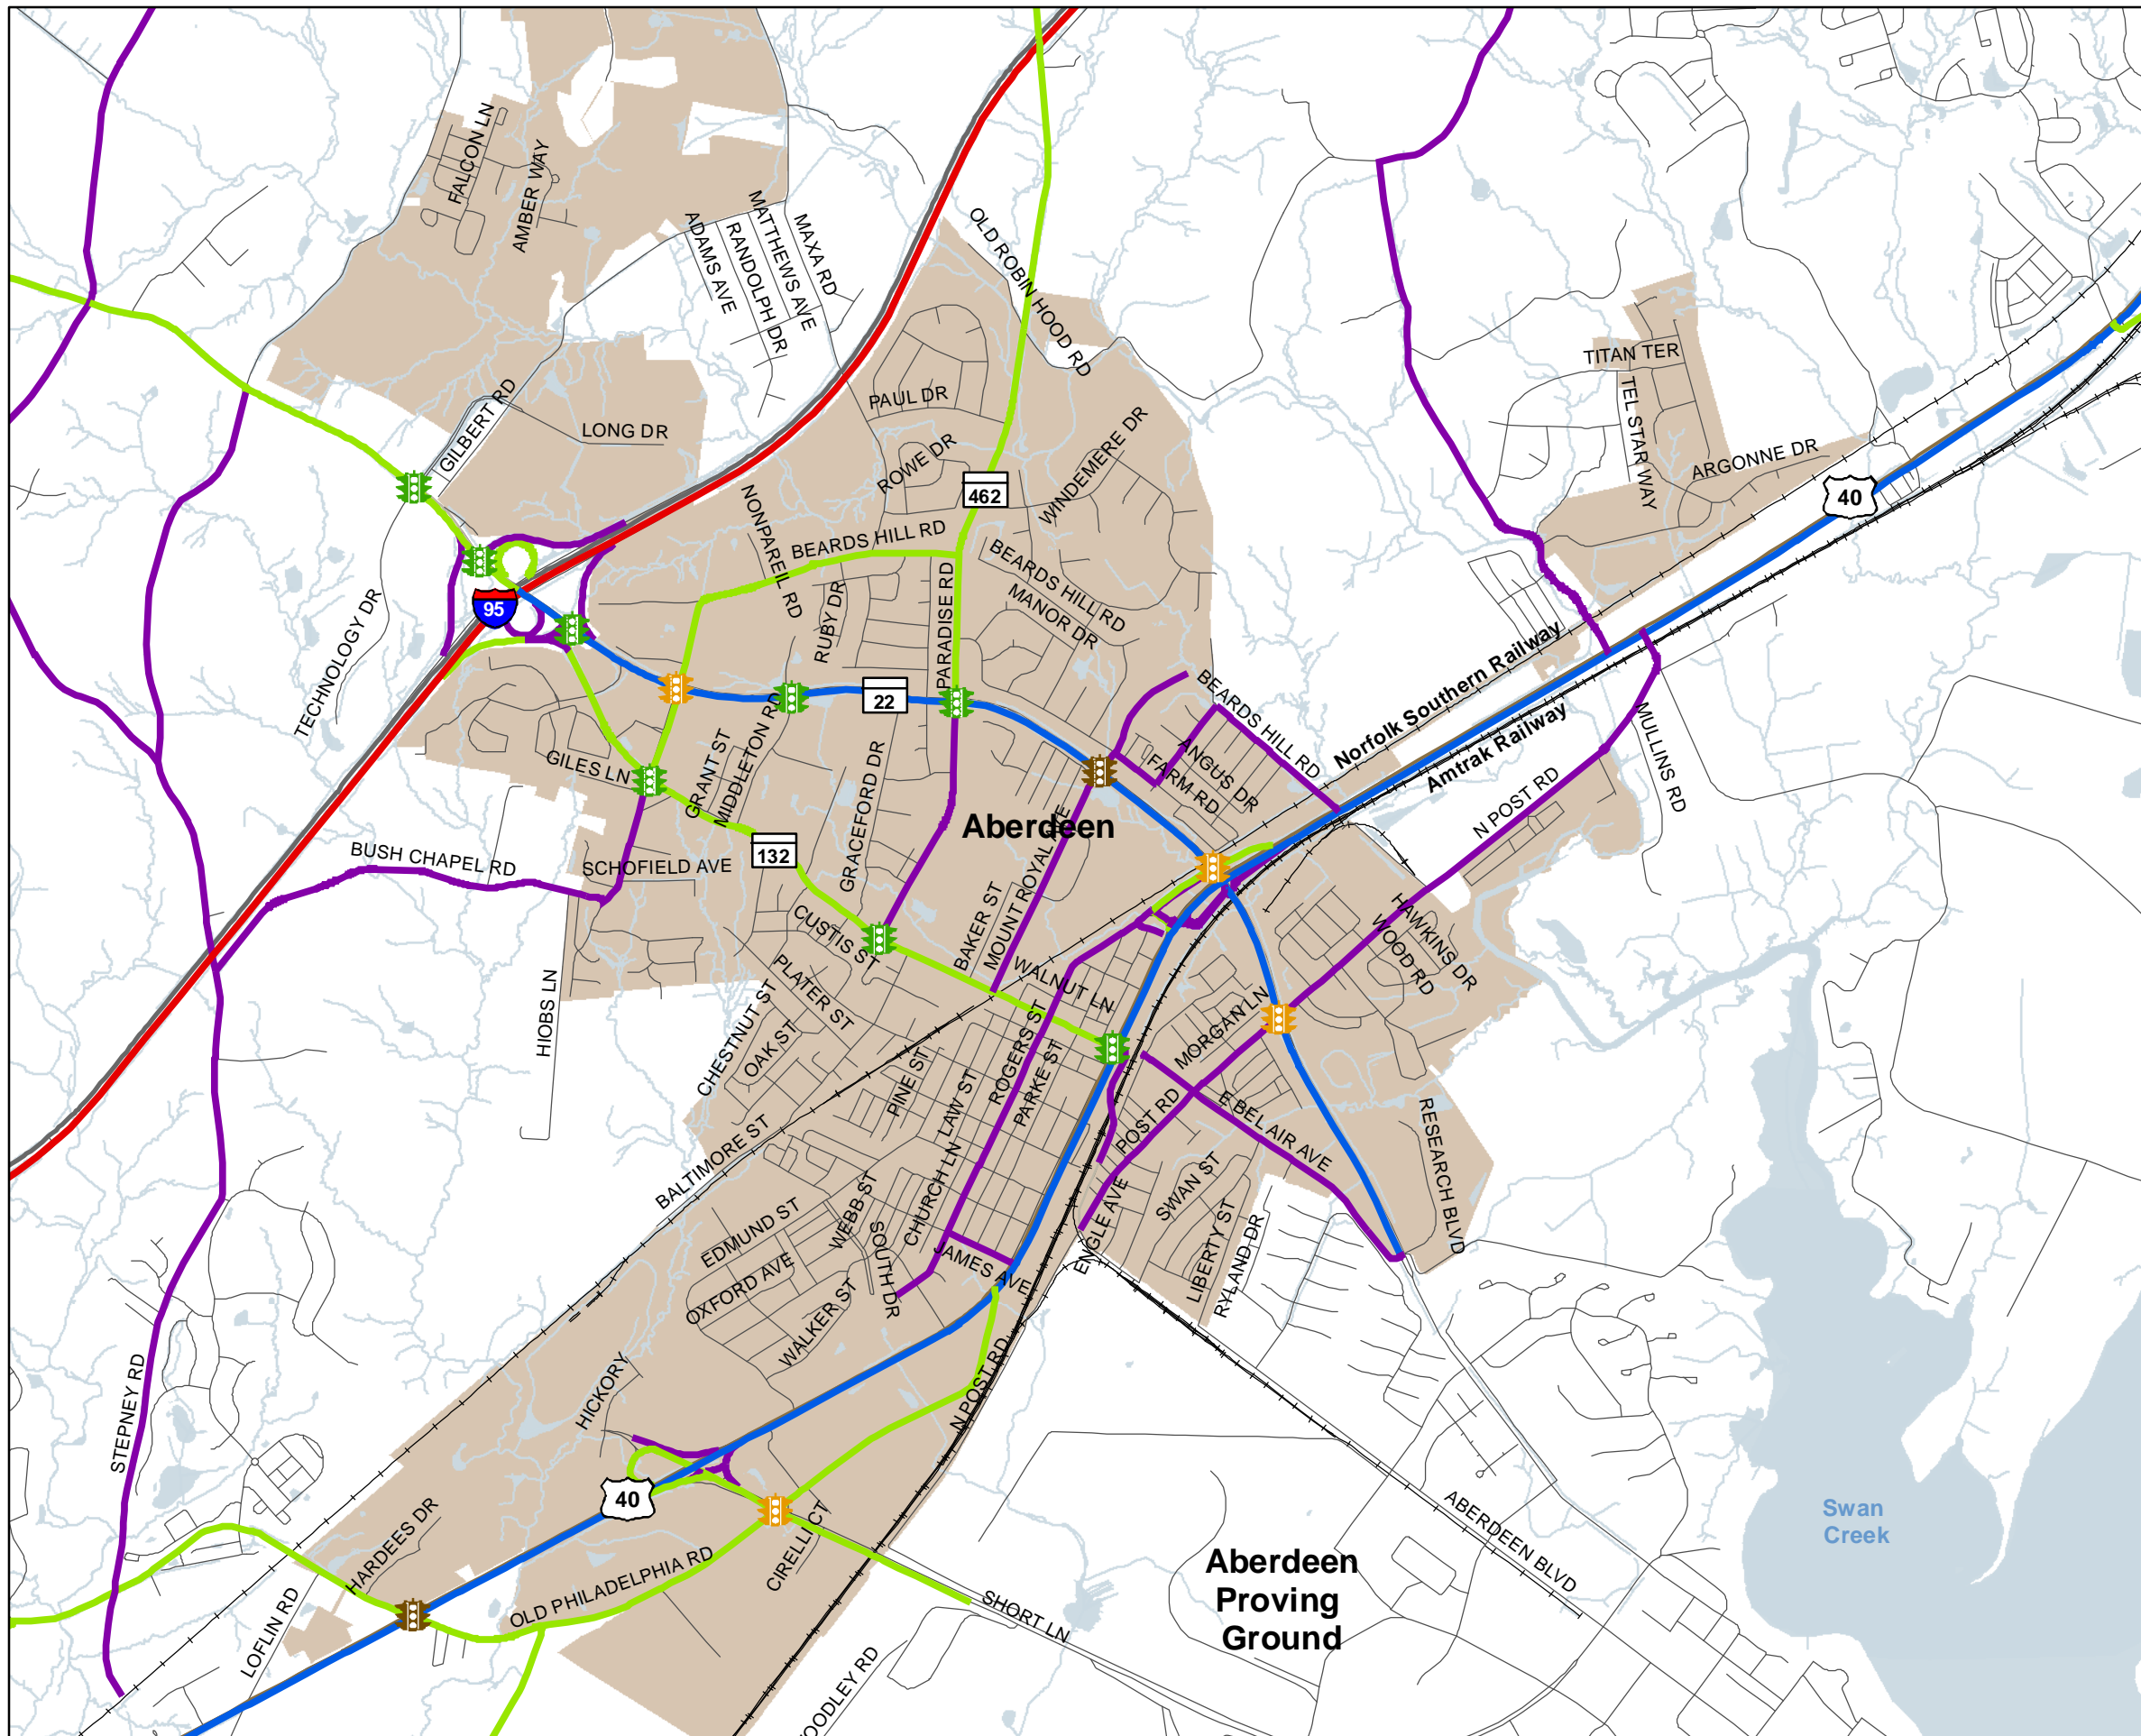 FALCON LN
AMBER WAY
ADAMS AVE
RANDOLPH DR
MATTHEWS AVE
MAXA RD
OLD ROBIN HOOD RD
TITAN TER
TEL STAR WAY
ARGONNE DR
40
GILBERT RD
LONG DR
PAUL DR
ROWE DR
462
WINDEMERE DR
NONPAREIL RD
BEARDS HILL RD
BEARDS HILL RD
MANOR DR
RUBY DR
PARADISE RD
95
TECHNOLOGY DR
22
BEARDS HILL RD
Norfolk Southern Railway
Amtrak Railway
MULLINS RD
GILES LN
GRANT ST
MIDDLETON RD
GRACEFORD DR
ANGUS DR
FARM RD
N POST RD
Aberdeen
MOUNT ROYAL AVE
BUSH CHAPEL RD
SCHOFIELD AVE
132
BAKER ST
CUSTIS ST
WALNUT LN
HAWKINS DR
WOOD RD
HIOBS LN
PLATER ST
CHESTNUT ST
OAK ST
MORGAN LN
PINE ST
LAW ST
ROGERS ST
PARKE ST
POST RD
E BEL AIR AVE
RESEARCH BLVD
BALTIMORE ST
EDMUND ST
WEBB ST
CHURCH LN
SWAN ST
ENGLE AVE
LIBERTY ST
RYLAND DR
OXFORD AVE
SOUTH DR
JAMES AVE
WALKER ST
HICKORY
N POST RD
STEPNEY RD
40
HARDEES DR
CIRELLI CT
OLD PHILADELPHIA RD
LOFLIN RD
SHORT LN
ABERDEEN BLVD
Aberdeen
Proving
Ground
Swan
Creek